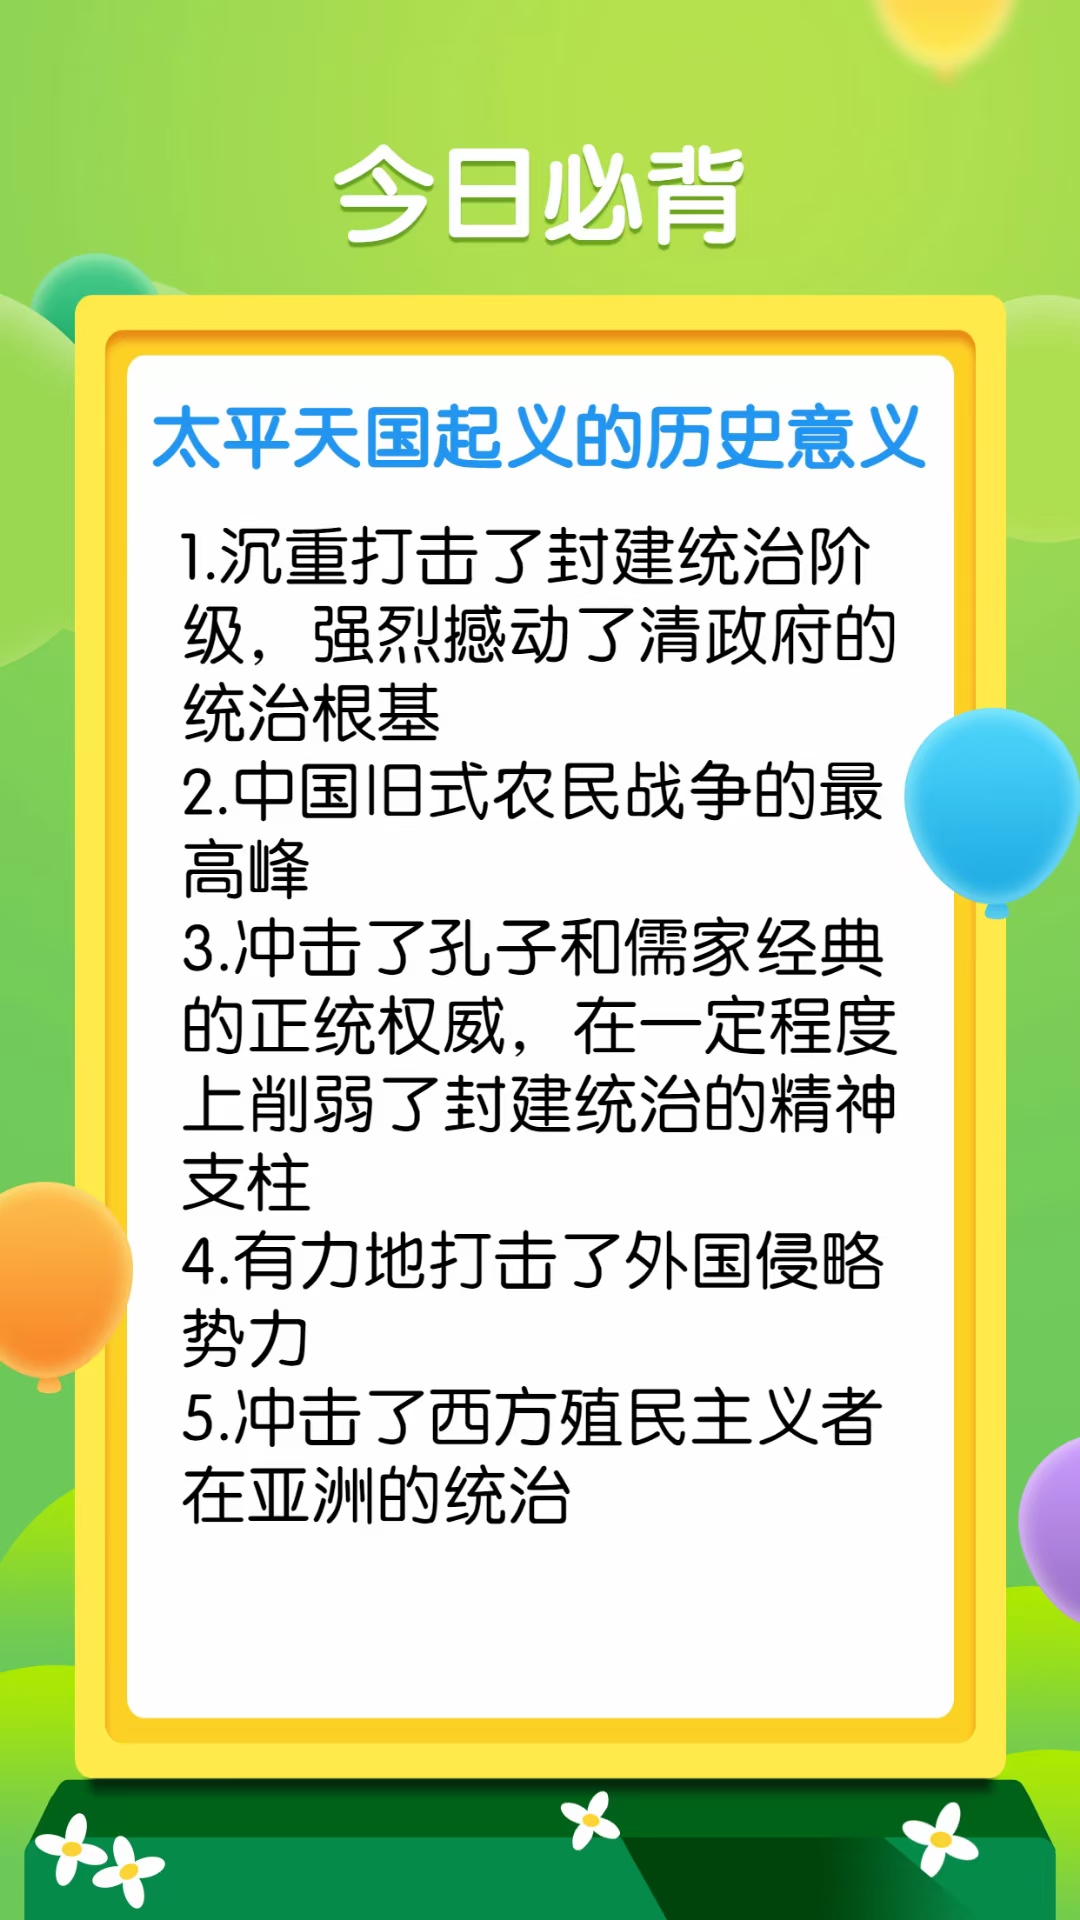 今日必背
太平天国起义的历史意义
1.沉重打击了封建统治阶
级，强烈撼动了清政府的
统治根基
2.中国旧式农民战争的最
高峰
3.冲击了孔子和儒家经典
的正统权威，在一定程度
上削弱了封建统治的精神
支柱
4.有力地打击了外国侵略
势力
5.冲击了西方殖民主义者
在亚洲的统治